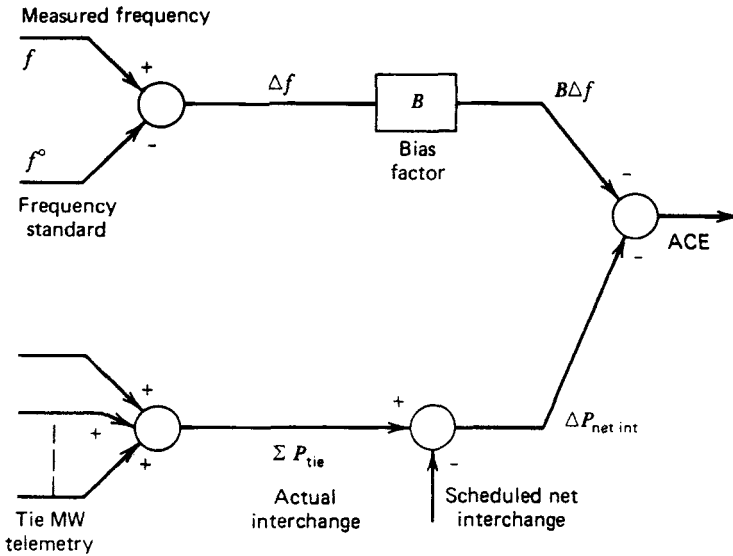 Measured frequency
f
+
Δf
B
BΔf
-
f°
Bias
factor
-
Frequency
standard
-
ACE
+
+
+
+
ΣP_tie
-
ΔP_net int
Tie MW
telemetry
Actual
interchange
Scheduled net
interchange